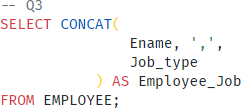 -- Q3
SELECT CONCAT(
Ename, ',',
Job_type
) AS Employee_Job
FROM EMPLOYEE;